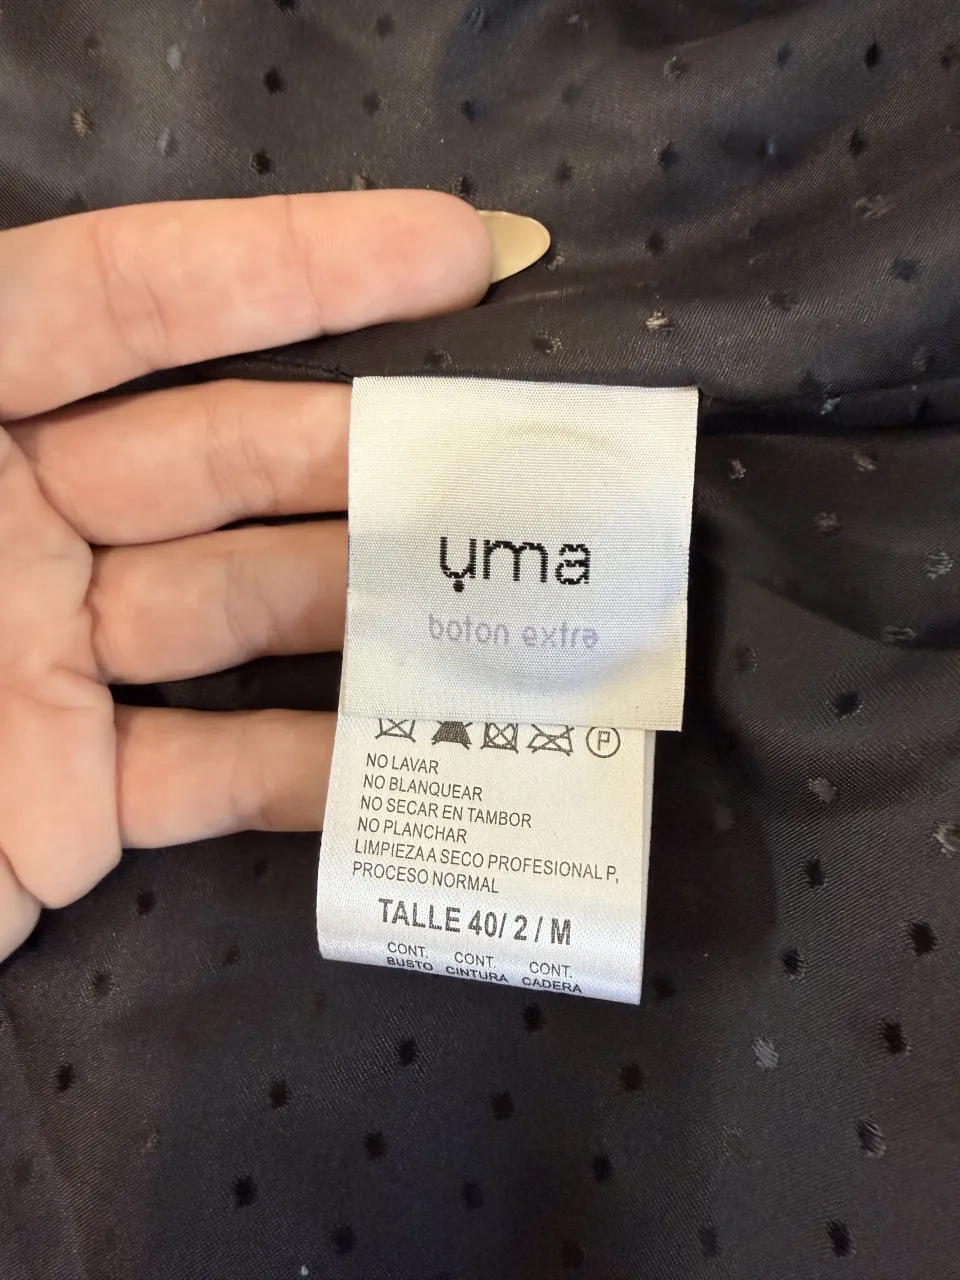 uma
boton extra
P
NO LAVAR
NO BLANQUEAR
NO SECAR EN TAMBOR
NO PLANCHAR
LIMPIEZA A SECO PROFESIONAL P,
PROCESO NORMAL
TALLE 40/ 2 / M
CONT. CONT. CONT.
BUSTO CINTURA CADERA